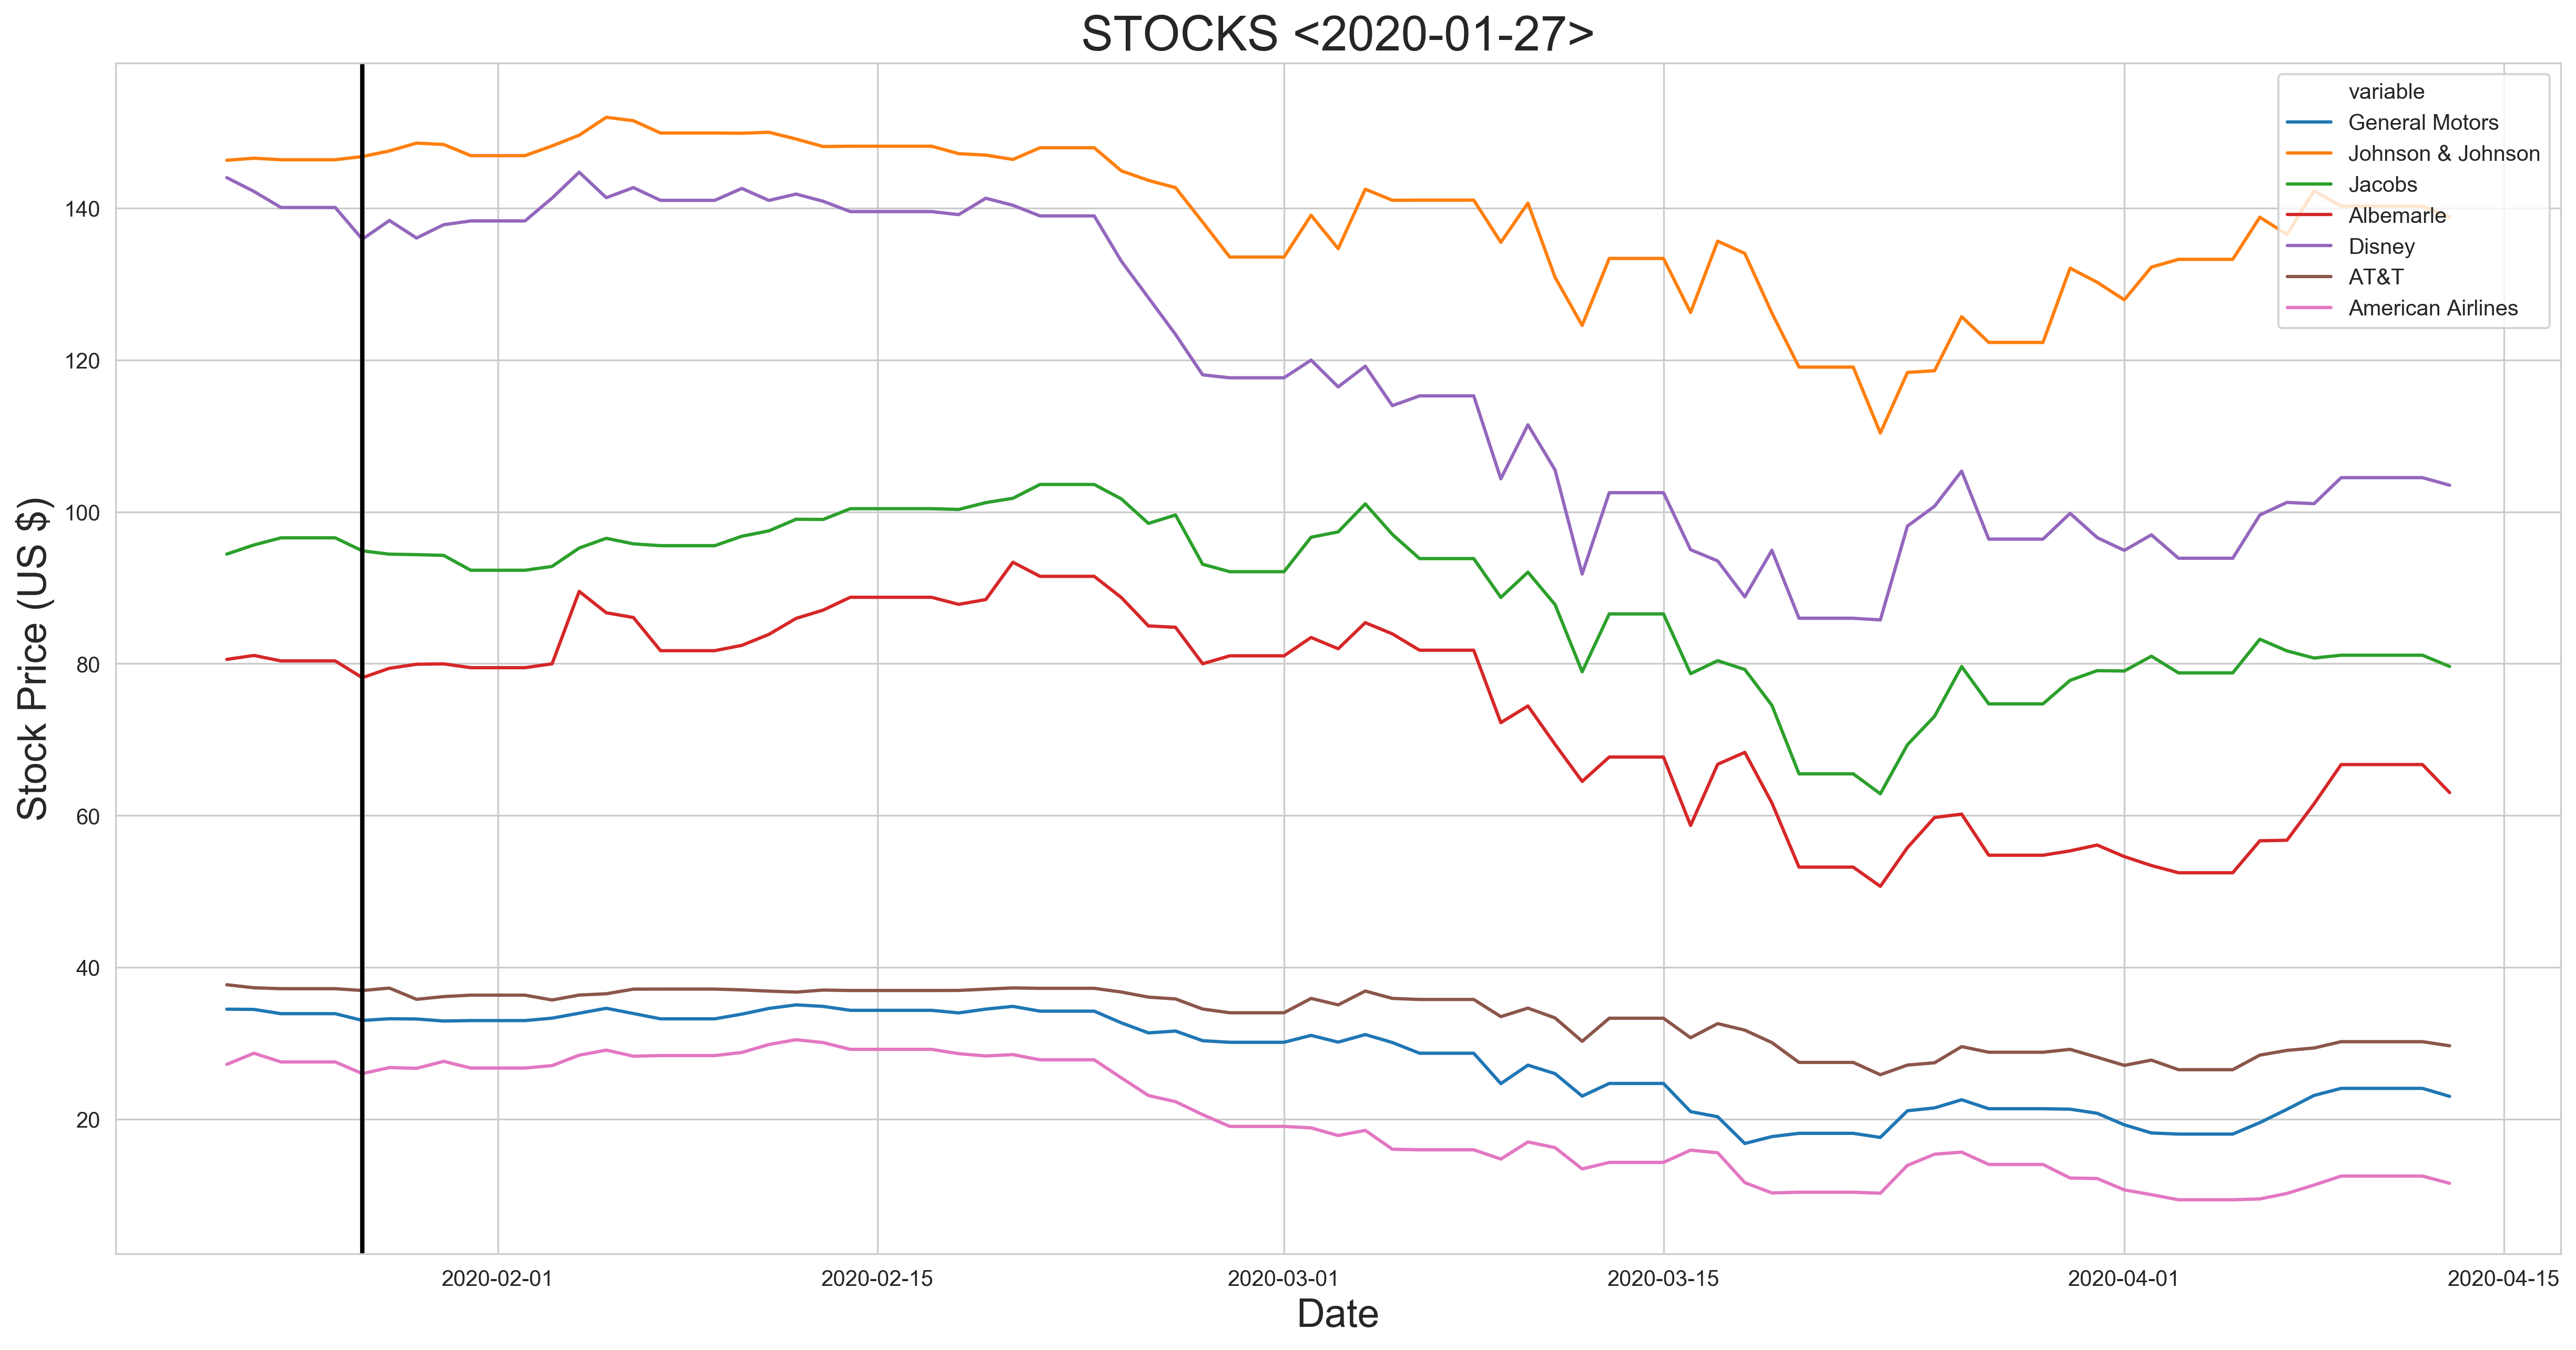 STOCKS <2020-01-27>
variable
General Motors
Johnson & Johnson
Jacobs
Albemarle
Disney
AT&T
American Airlines
Stock Price (US $)
140
120
100
80
60
40
20
2020-02-01 2020-02-15 2020-03-01 2020-03-15 2020-04-01 2020-04-15
Date